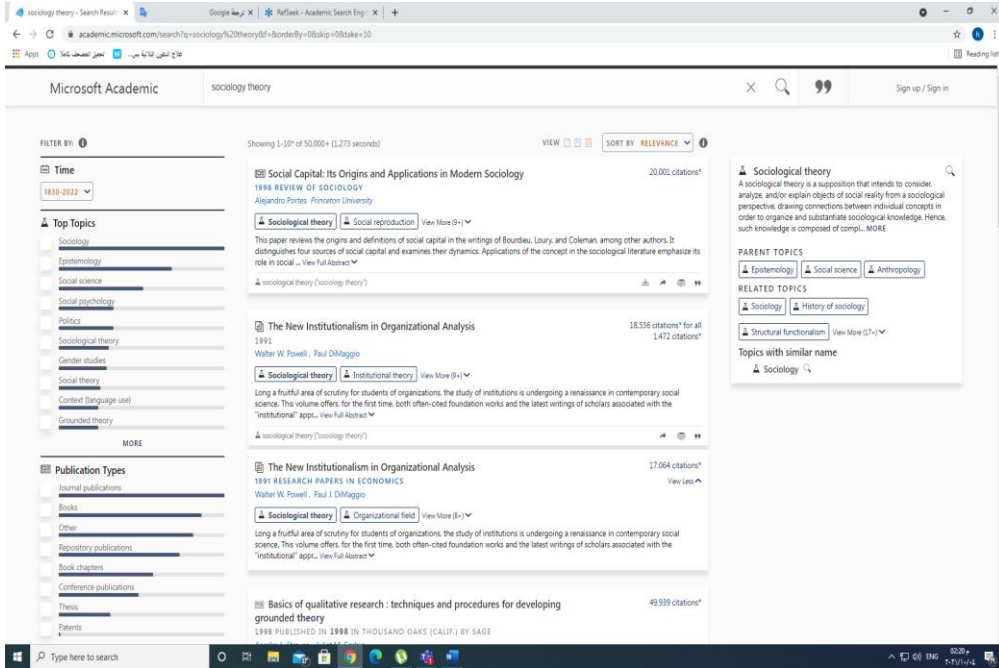 sociology theory - Search Result
ترجمة Google
RefSeek - Academic Search Engi
academic.microsoft.com/search?q=sociology%20theory&f=&orderBy=0&skip=0&take=10
Apps
Reading list
Microsoft Academic
sociology theory
Sign up / Sign in
FILTER BY:
Time
1830-2022
Top Topics
Sociology
Epistemology
Social science
Social psychology
Politics
Sociological theory
Gender studies
Social theory
Context (language use)
Grounded theory
MORE
Publication Types
Journal publications
Books
Other
Repository publications
Book chapters
Conference publications
Thesis
Patents
Showing 1-10* of 50,000+ (1,273 seconds)
VIEW
SORT BY RELEVANCE
Social Capital: Its Origins and Applications in Modern Sociology
20,001 citations*
1998 REVIEW OF SOCIOLOGY
Alejandro Portes Princeton University
Sociological theory Social reproduction View More (9+)
This paper reviews the origins and definitions of social capital in the writings of Bourdieu, Loury, and Coleman, among other authors. It
distinguishes four sources of social capital and examines their dynamics. Applications of the concept in the sociological literature emphasize its
role in social ... View Full Abstract
sociological theory ("sociology theory")
The New Institutionalism in Organizational Analysis
18,536 citations* for all
1991
1,472 citations*
Walter W. Powell , Paul DiMaggio
Sociological theory Institutional theory View More (9+)
Long a fruitful area of scrutiny for students of organizations, the study of institutions is undergoing a renaissance in contemporary social
science. This volume offers, for the first time, both often-cited foundation works and the latest writings of scholars associated with the
"institutional" appr... View Full Abstract
sociological theory ("sociology theory")
The New Institutionalism in Organizational Analysis
17,064 citations*
1991 RESEARCH PAPERS IN ECONOMICS
View Less
Walter W. Powell , Paul J. DiMaggio
Sociological theory Organizational field View More (8+)
Long a fruitful area of scrutiny for students of organizations, the study of institutions is undergoing a renaissance in contemporary social
science. This volume offers, for the first time, both often-cited foundation works and the latest writings of scholars associated with the
"institutional" appr... View Full Abstract
Basics of qualitative research : techniques and procedures for developing
grounded theory
49,939 citations*
1998 PUBLISHED IN 1998 IN THOUSAND OAKS (CALIF.) BY SAGE
Sociological theory
A sociological theory is a supposition that intends to consider,
analyze, and/or explain objects of social reality from a sociological
perspective, drawing connections between individual concepts in
order to organize and substantiate sociological knowledge. Hence,
such knowledge is composed of compl... MORE
PARENT TOPICS
Epistemology Social science Anthropology
RELATED TOPICS
Sociology History of sociology
Structural functionalism View More (17+)
Topics with similar name
Sociology
Type here to search
ENG
02:20 م